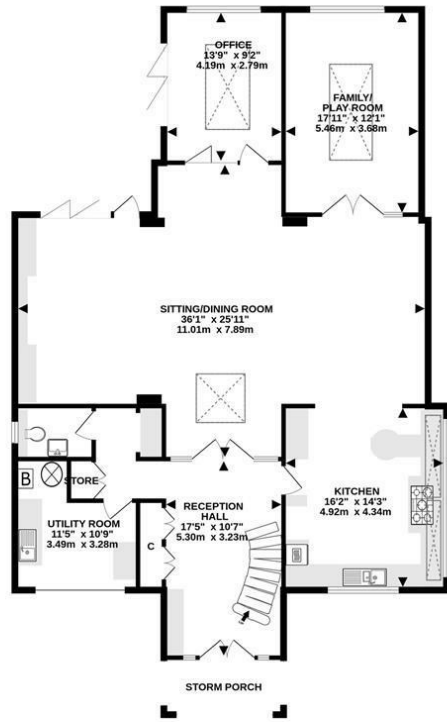 OFFICE
13'9" x 9'2"
4.19m x 2.79m
FAMILY/
PLAY ROOM
17'11" x 12'1"
5.46m x 3.68m
SITTING/DINING ROOM
36'1" x 25'11"
11.01m x 7.89m
B
STORE
UTILITY ROOM
11'5" x 10'9"
3.49m x 3.28m
C
RECEPTION
HALL
17'5" x 10'7"
5.30m x 3.23m
KITCHEN
16'2" x 14'3"
4.92m x 4.34m
STORM PORCH